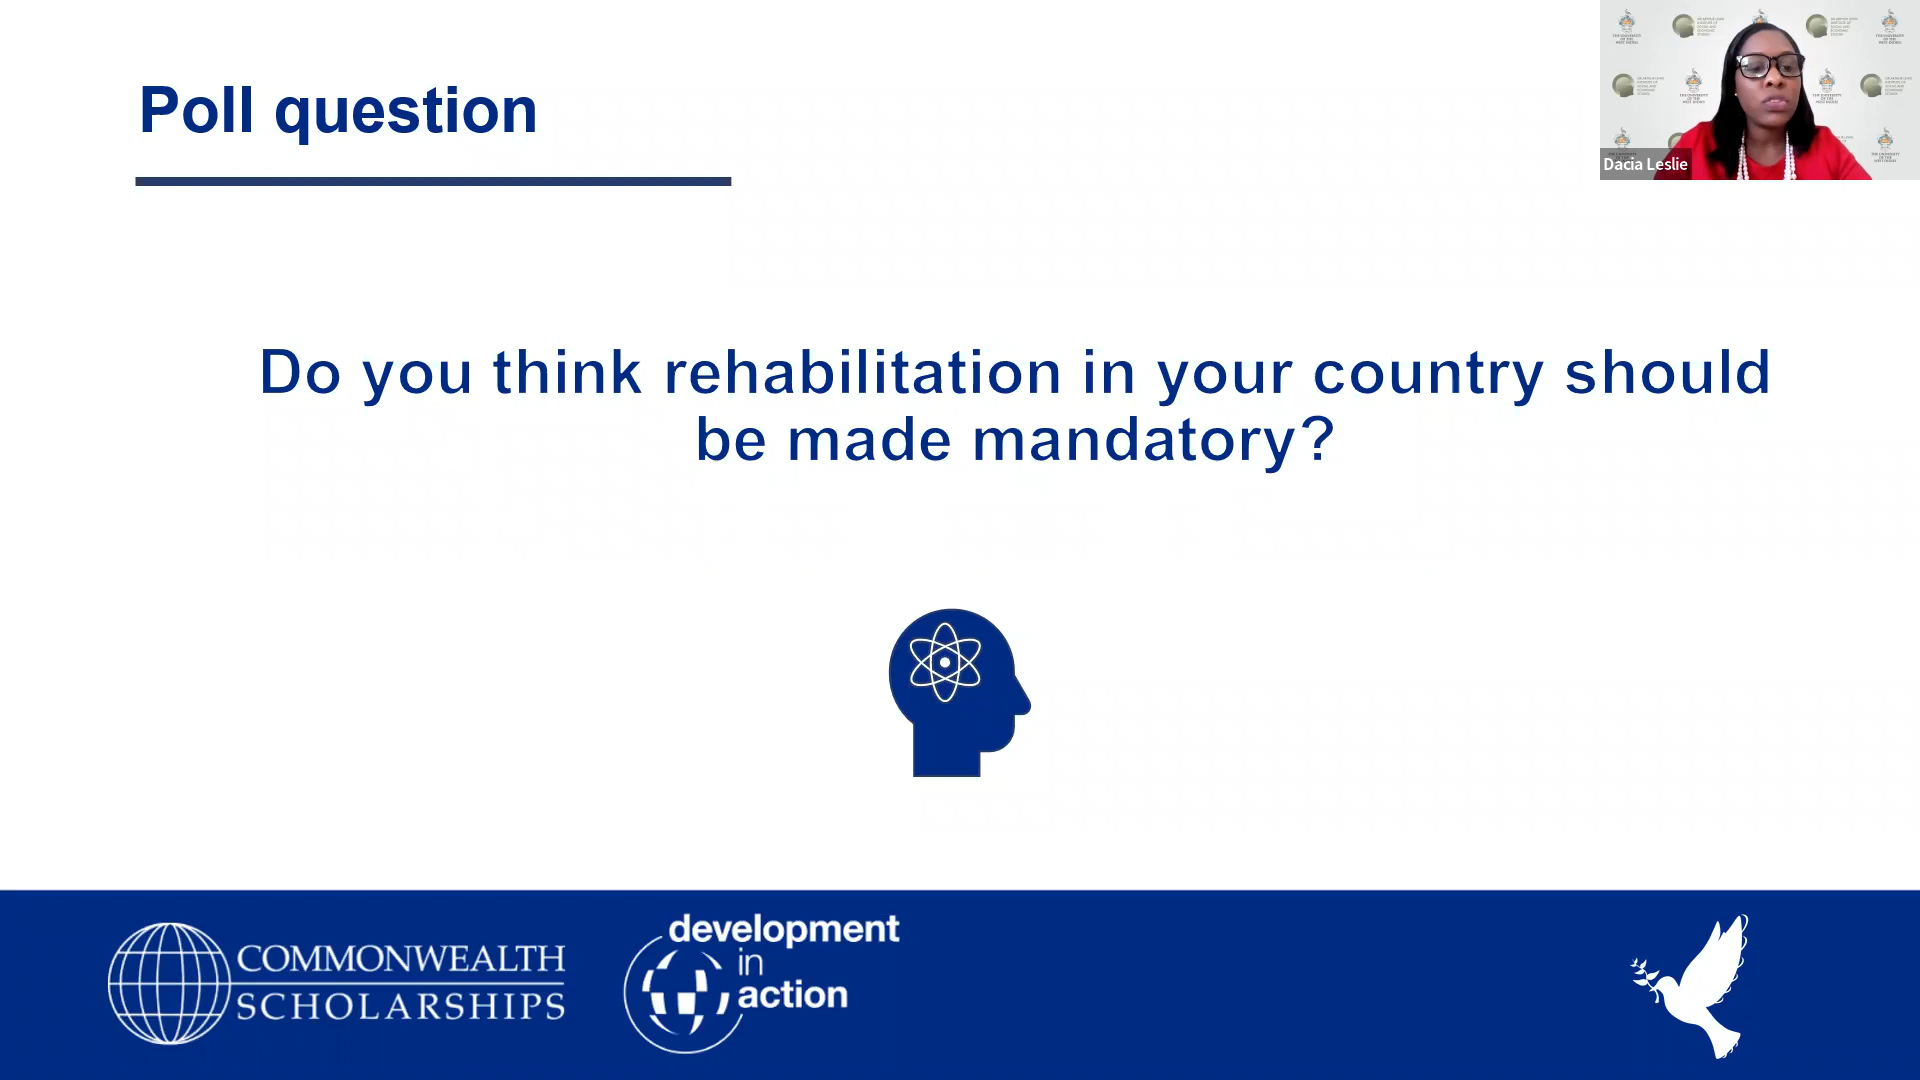 Poll question
Dacia Leslie
Do you think rehabilitation in your country should
be made mandatory?
COMMONWEALTH
SCHOLARSHIPS
development
in
action